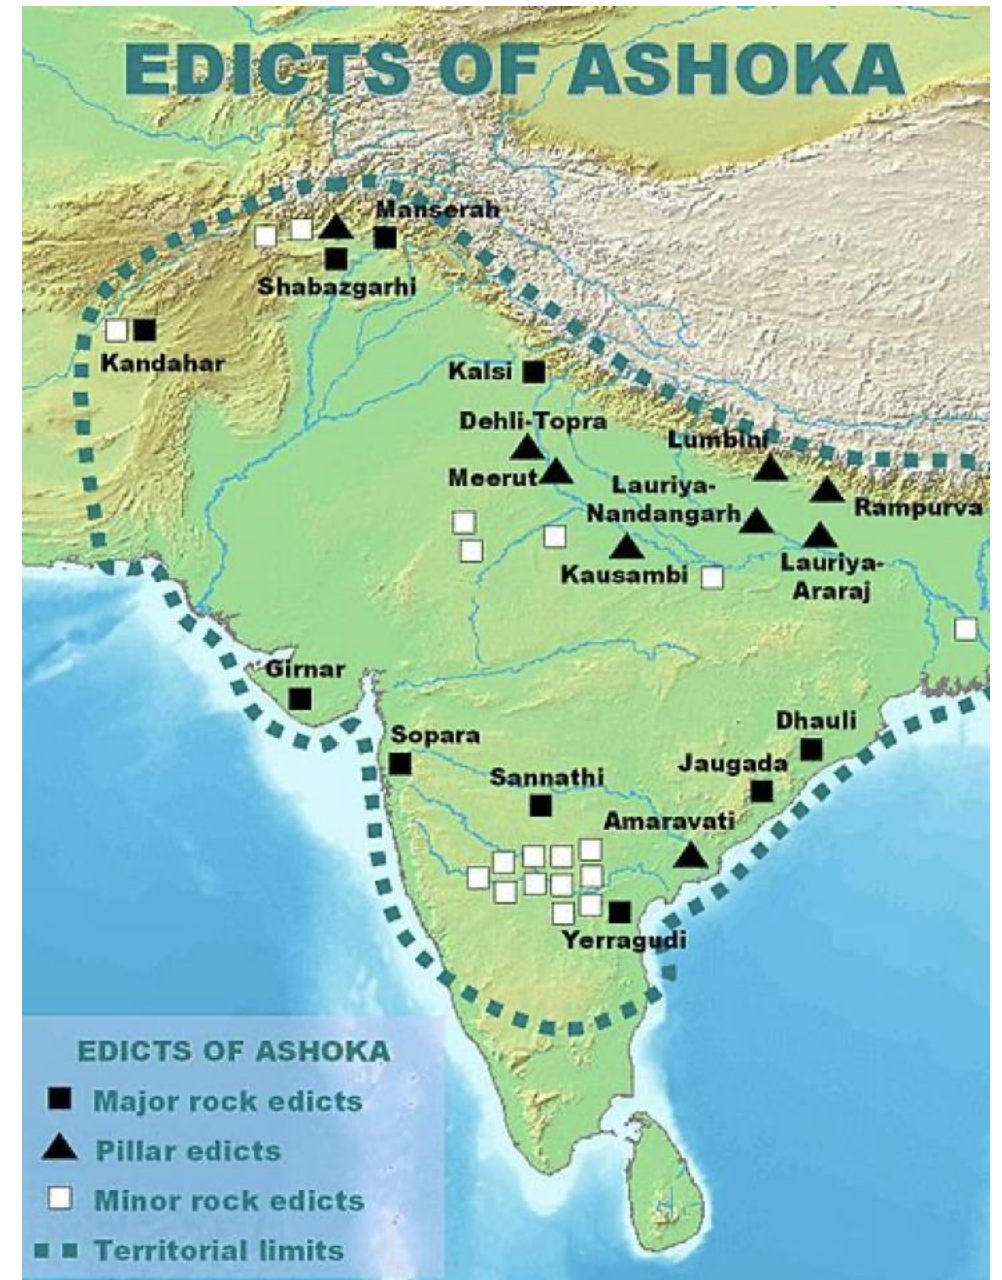 EDICTS OF ASHOKA
Manserah
Shabazgarhi
Kandahar
Kalsi
Dehli-Topra
Lumbini
Meerut
Lauriya-
Nandangarh
Rampurva
Kausambi
Lauriya-
Araraj
Girnar
Sopara
Dhauli
Jaugada
Sannathi
Amaravati
Yerragudi
EDICTS OF ASHOKA
Major rock edicts
Pillar edicts
Minor rock edicts
Territorial limits